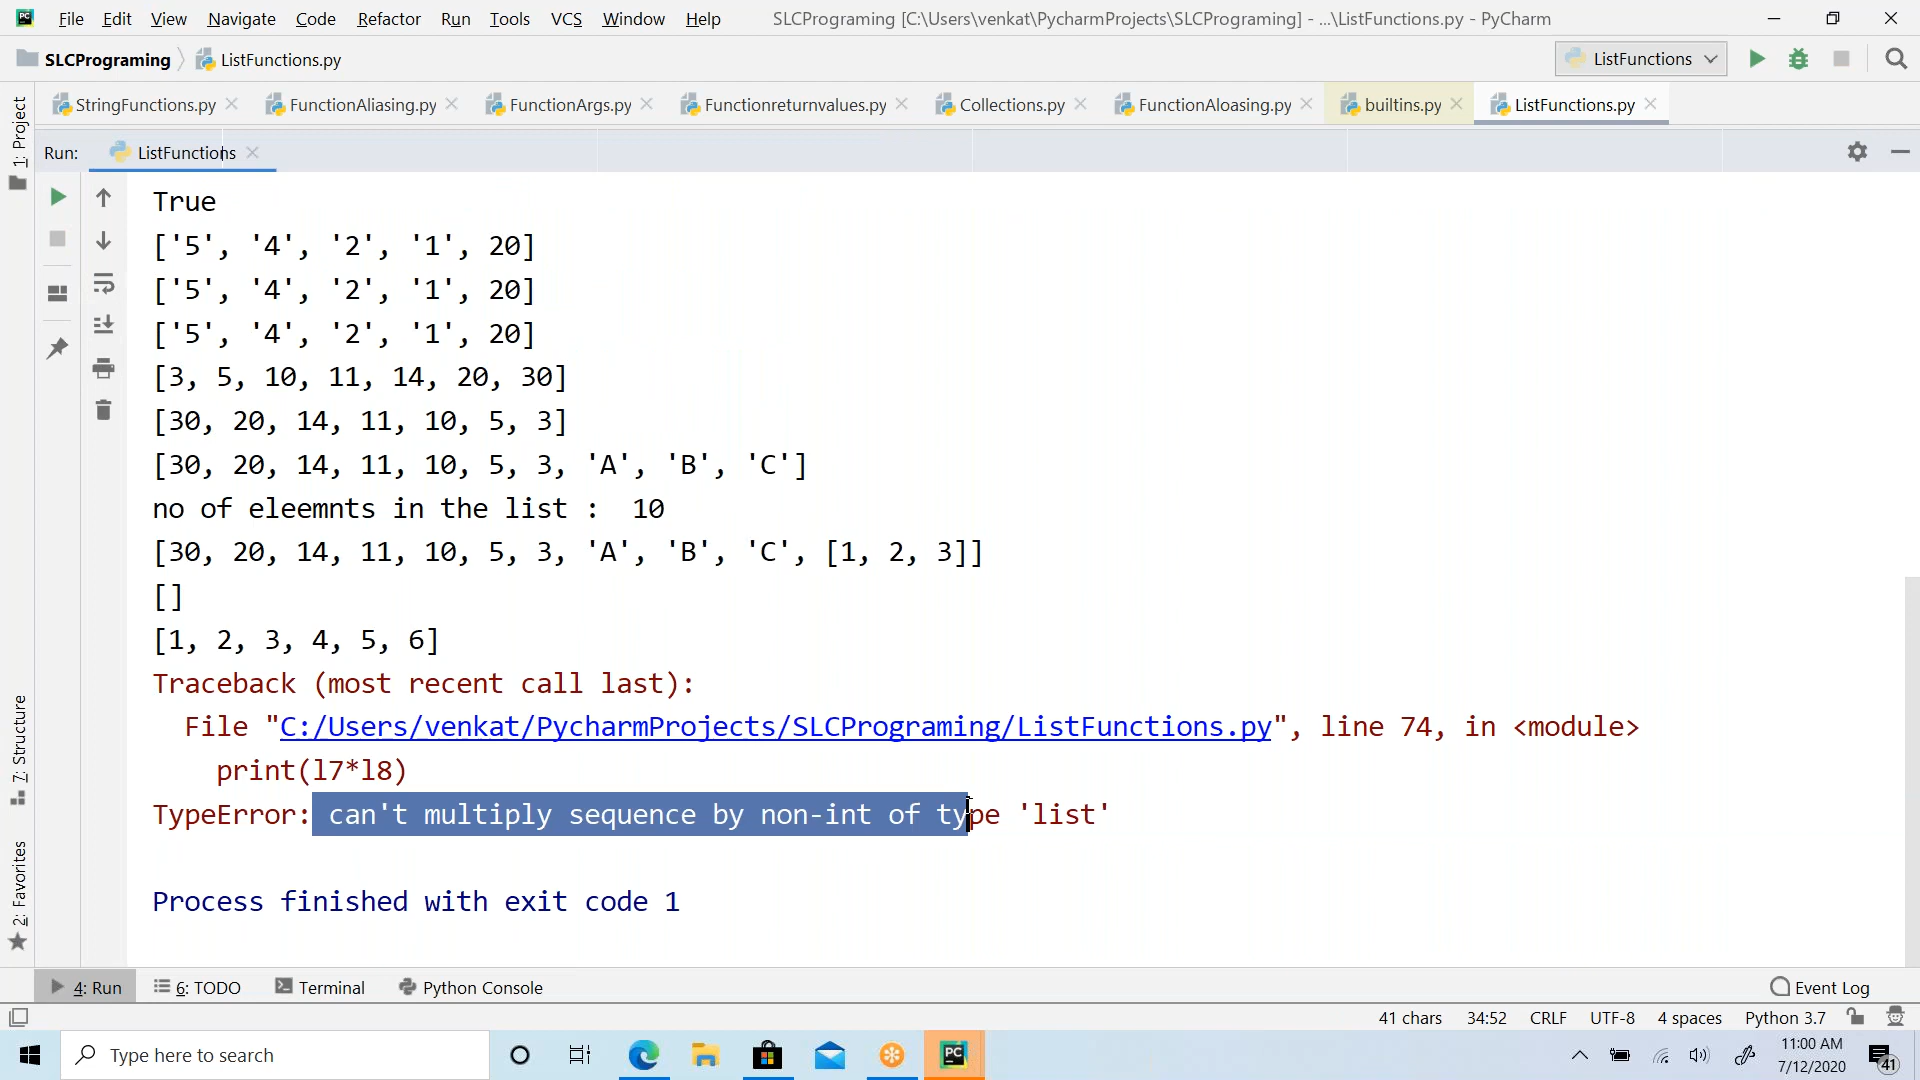 File Edit View Navigate Code Refactor Run Tools VCS Window Help SLCPrograming [C:\Users\venkat\PycharmProjects\SLCPrograming] - ...\ListFunctions.py - PyCharm
SLCPrograming ListFunctions.py ListFunctions
StringFunctions.py FunctionAliasing.py FunctionArgs.py Functionreturnvalues.py Collections.py FunctionAloasing.py builtins.py ListFunctions.py
Run: ListFunctions
1: Project
7: Structure
2: Favorites
True
['5', '4', '2', '1', 20]
['5', '4', '2', '1', 20]
['5', '4', '2', '1', 20]
[3, 5, 10, 11, 14, 20, 30]
[30, 20, 14, 11, 10, 5, 3]
[30, 20, 14, 11, 10, 5, 3, 'A', 'B', 'C']
no of eleemnts in the list :  10
[30, 20, 14, 11, 10, 5, 3, 'A', 'B', 'C', [1, 2, 3]]
[]
[1, 2, 3, 4, 5, 6]
Traceback (most recent call last):
  File "C:/Users/venkat/PycharmProjects/SLCPrograming/ListFunctions.py", line 74, in <module>
    print(l7*l8)
TypeError: can't multiply sequence by non-int of type 'list'
Process finished with exit code 1
4: Run 6: TODO Terminal Python Console Event Log
41 chars 34:52 CRLF UTF-8 4 spaces Python 3.7
Type here to search PC 11:00 AM
7/12/2020 41